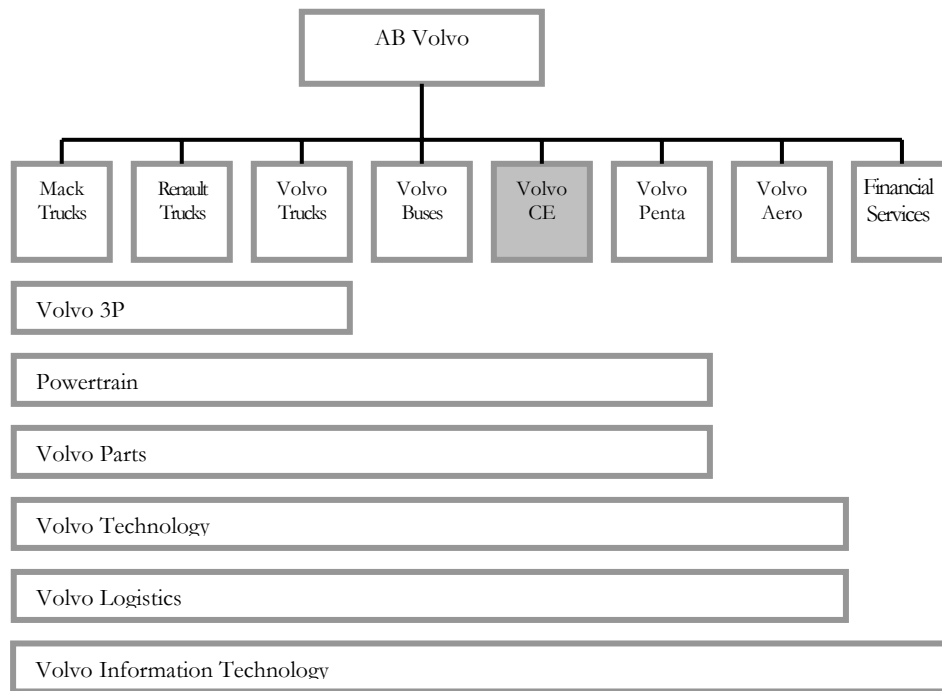 AB Volvo
Mack
Trucks
Renault
Trucks
Volvo
Trucks
Volvo
Buses
Volvo
CE
Volvo
Penta
Volvo
Aero
Financial
Services
Volvo 3P
Powertrain
Volvo Parts
Volvo Technology
Volvo Logistics
Volvo Information Technology